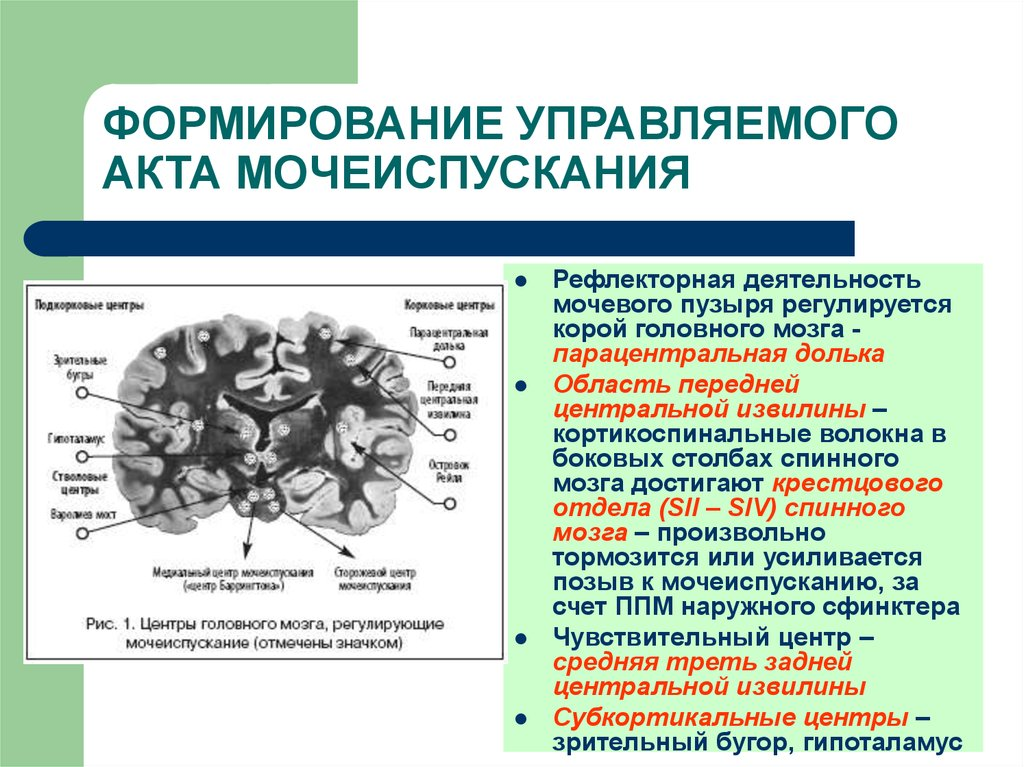 ФОРМИРОВАНИЕ УПРАВЛЯЕМОГО
АКТА МОЧЕИСПУСКАНИЯ
Подкорковые центры
Корковые центры
Парацентральная
долька
Зрительные
бугры
Передняя
центральная
извилина
Гипоталамус
Островок
Рейля
Стволовые
центры
Варолиев мост
Медиальный центр мочеиспускания
(«центр Баррингтона»)
Сторожевой центр
мочеиспускания
Рис. 1. Центры головного мозга, регулирующие
мочеиспускание (отмечены значком)
Рефлекторная деятельность
мочевого пузыря регулируется
корой головного мозга -
парацентральная долька
Область передней
центральной извилины –
кортикоспинальные волокна в
боковых столбах спинного
мозга достигают крестцового
отдела (SII – SIV) спинного
мозга – произвольно
тормозится или усиливается
позыв к мочеиспусканию, за
счет ППМ наружного сфинктера
Чувствительный центр –
средняя треть задней
центральной извилины
Субкортикальные центры –
зрительный бугор, гипоталамус